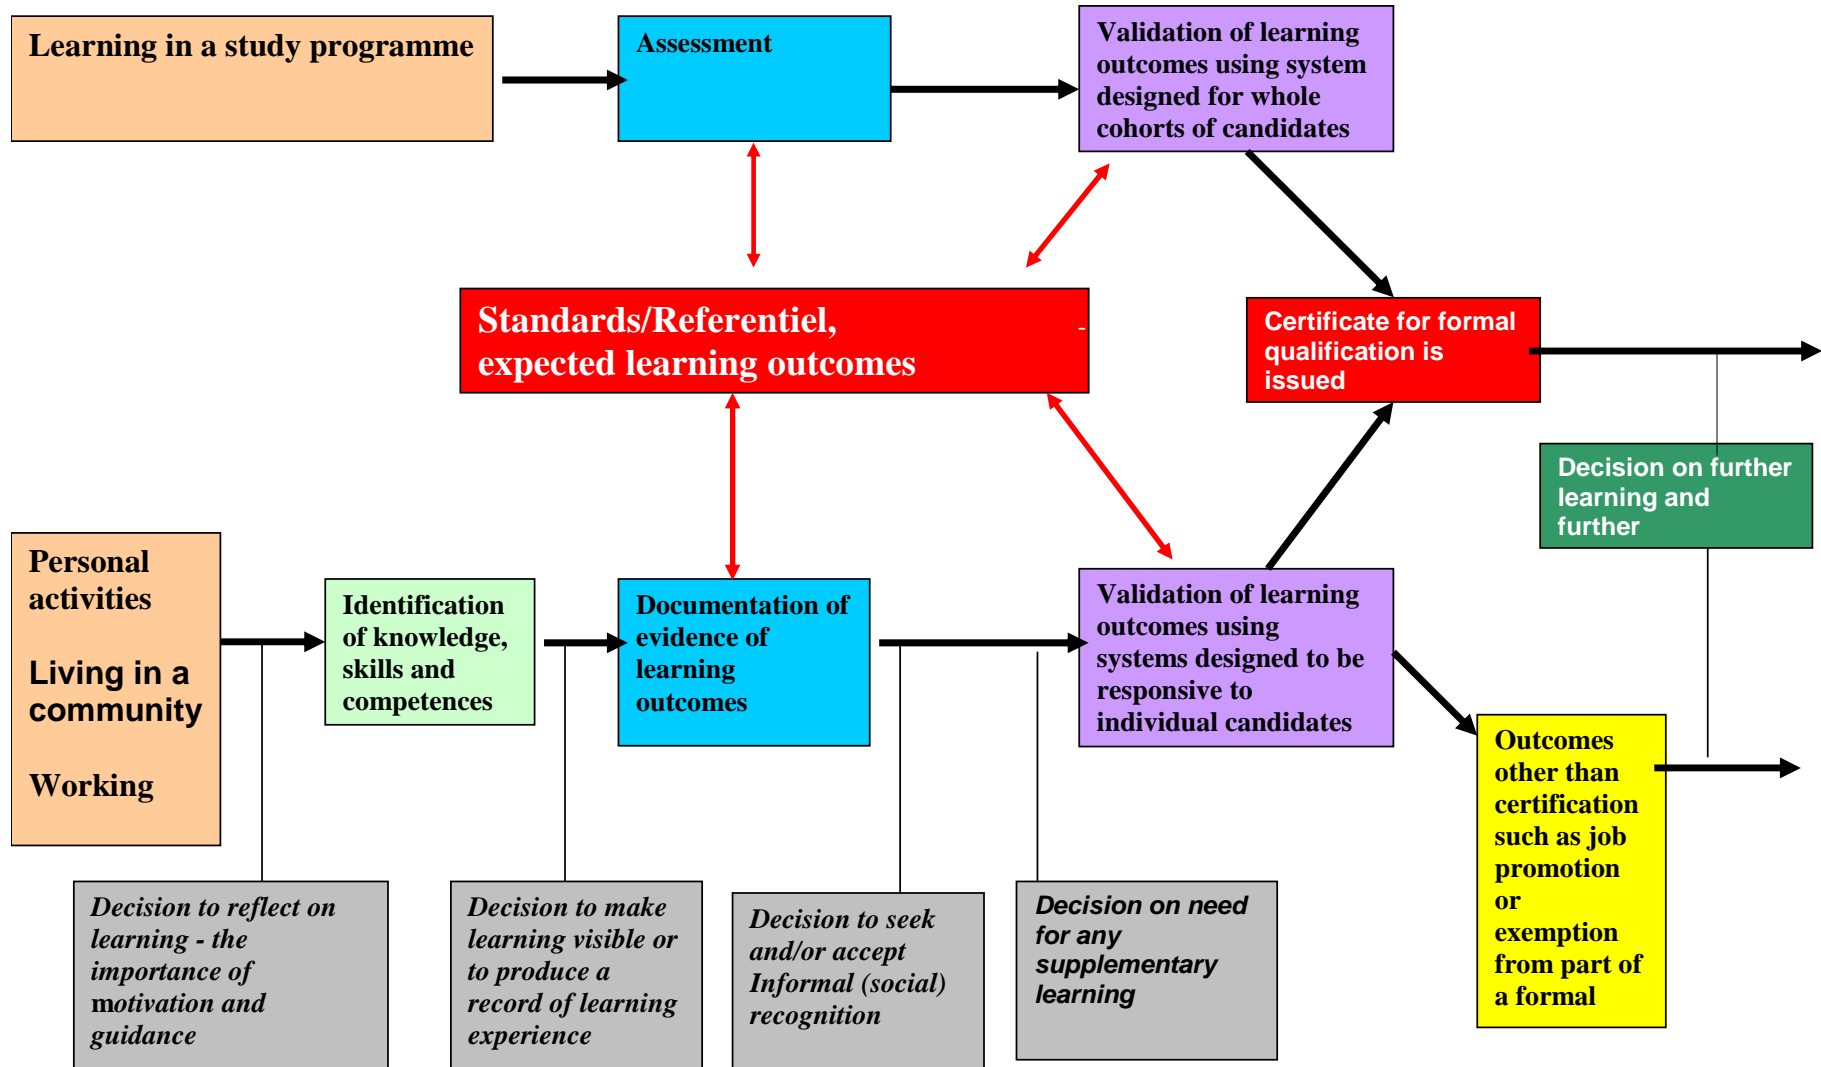 Learning in a study programme
Assessment
Validation of learning
outcomes using system
designed for whole
cohorts of candidates
Standards/Referentiel, -
expected learning outcomes
Certificate for formal
qualification is
issued
Decision on further
learning and
further
Personal
activities
Living in a
community
Working
Identification
of knowledge,
skills and
competences
Documentation of
evidence of
learning
outcomes
Validation of learning
outcomes using
systems designed to be
responsive to
individual candidates
Outcomes
other than
certification
such as job
promotion
or
exemption
from part of
a formal
Decision to reflect on
learning - the
importance of
motivation and
guidance
Decision to make
learning visible or
to produce a
record of learning
experience
Decision to seek
and/or accept
Informal (social)
recognition
Decision on need
for any
supplementary
learning